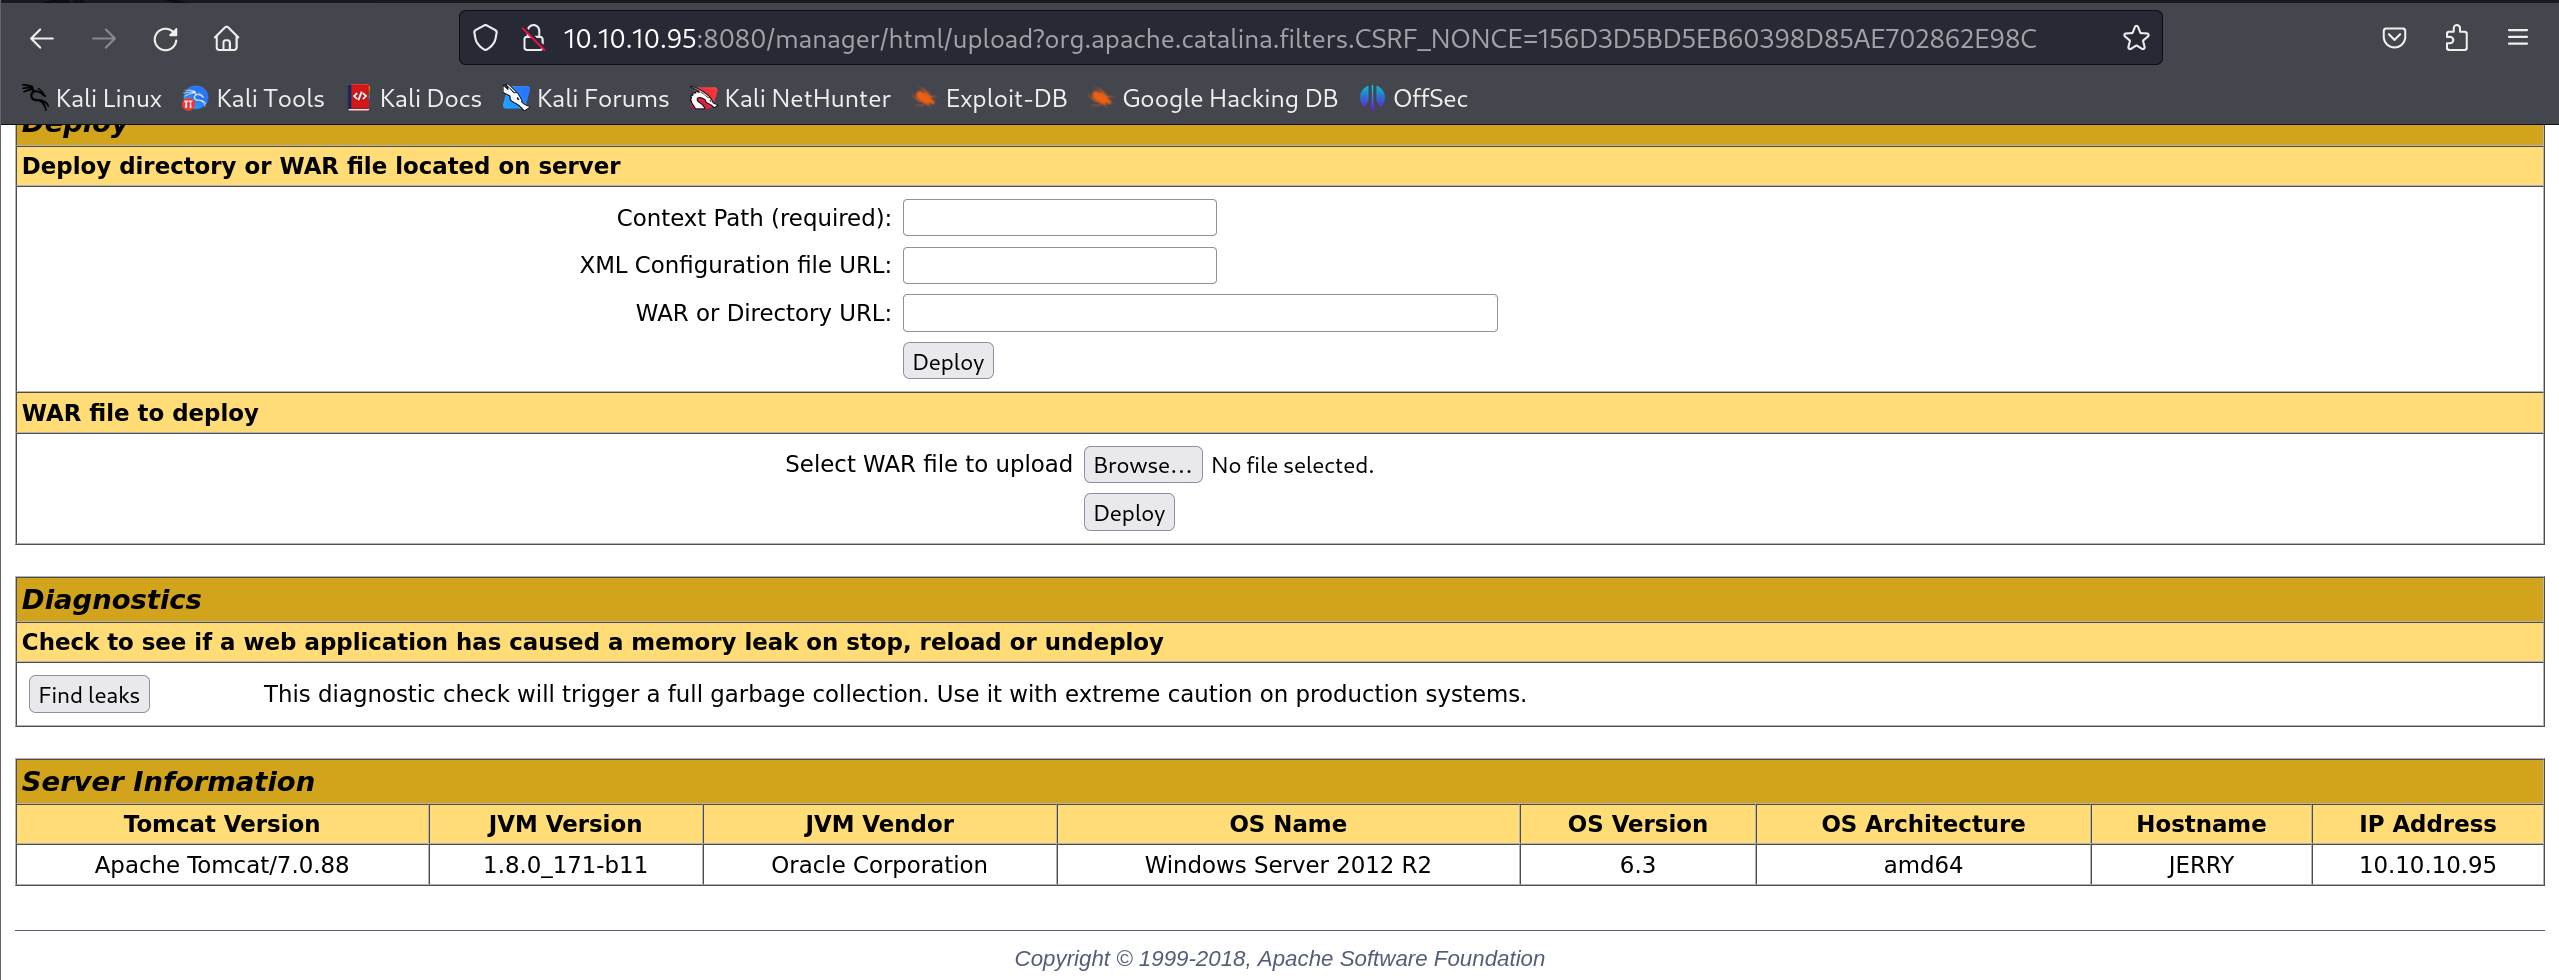 10.10.10.95:8080/manager/html/upload?org.apache.catalina.filters.CSRF_NONCE=156D3D5BD5EB60398D85AE702862E98C
Kali Linux Kali Tools Kali Docs Kali Forums Kali NetHunter Exploit-DB Google Hacking DB OffSec
Deploy
Deploy directory or WAR file located on server
Context Path (required):
XML Configuration file URL:
WAR or Directory URL:
Deploy
WAR file to deploy
Select WAR file to upload Browse... No file selected.
Deploy
Diagnostics
Check to see if a web application has caused a memory leak on stop, reload or undeploy
Find leaks This diagnostic check will trigger a full garbage collection. Use it with extreme caution on production systems.
Server Information
Tomcat Version JVM Version JVM Vendor OS Name OS Version OS Architecture Hostname IP Address
Apache Tomcat/7.0.88 1.8.0_171-b11 Oracle Corporation Windows Server 2012 R2 6.3 amd64 JERRY 10.10.10.95
Copyright © 1999-2018, Apache Software Foundation